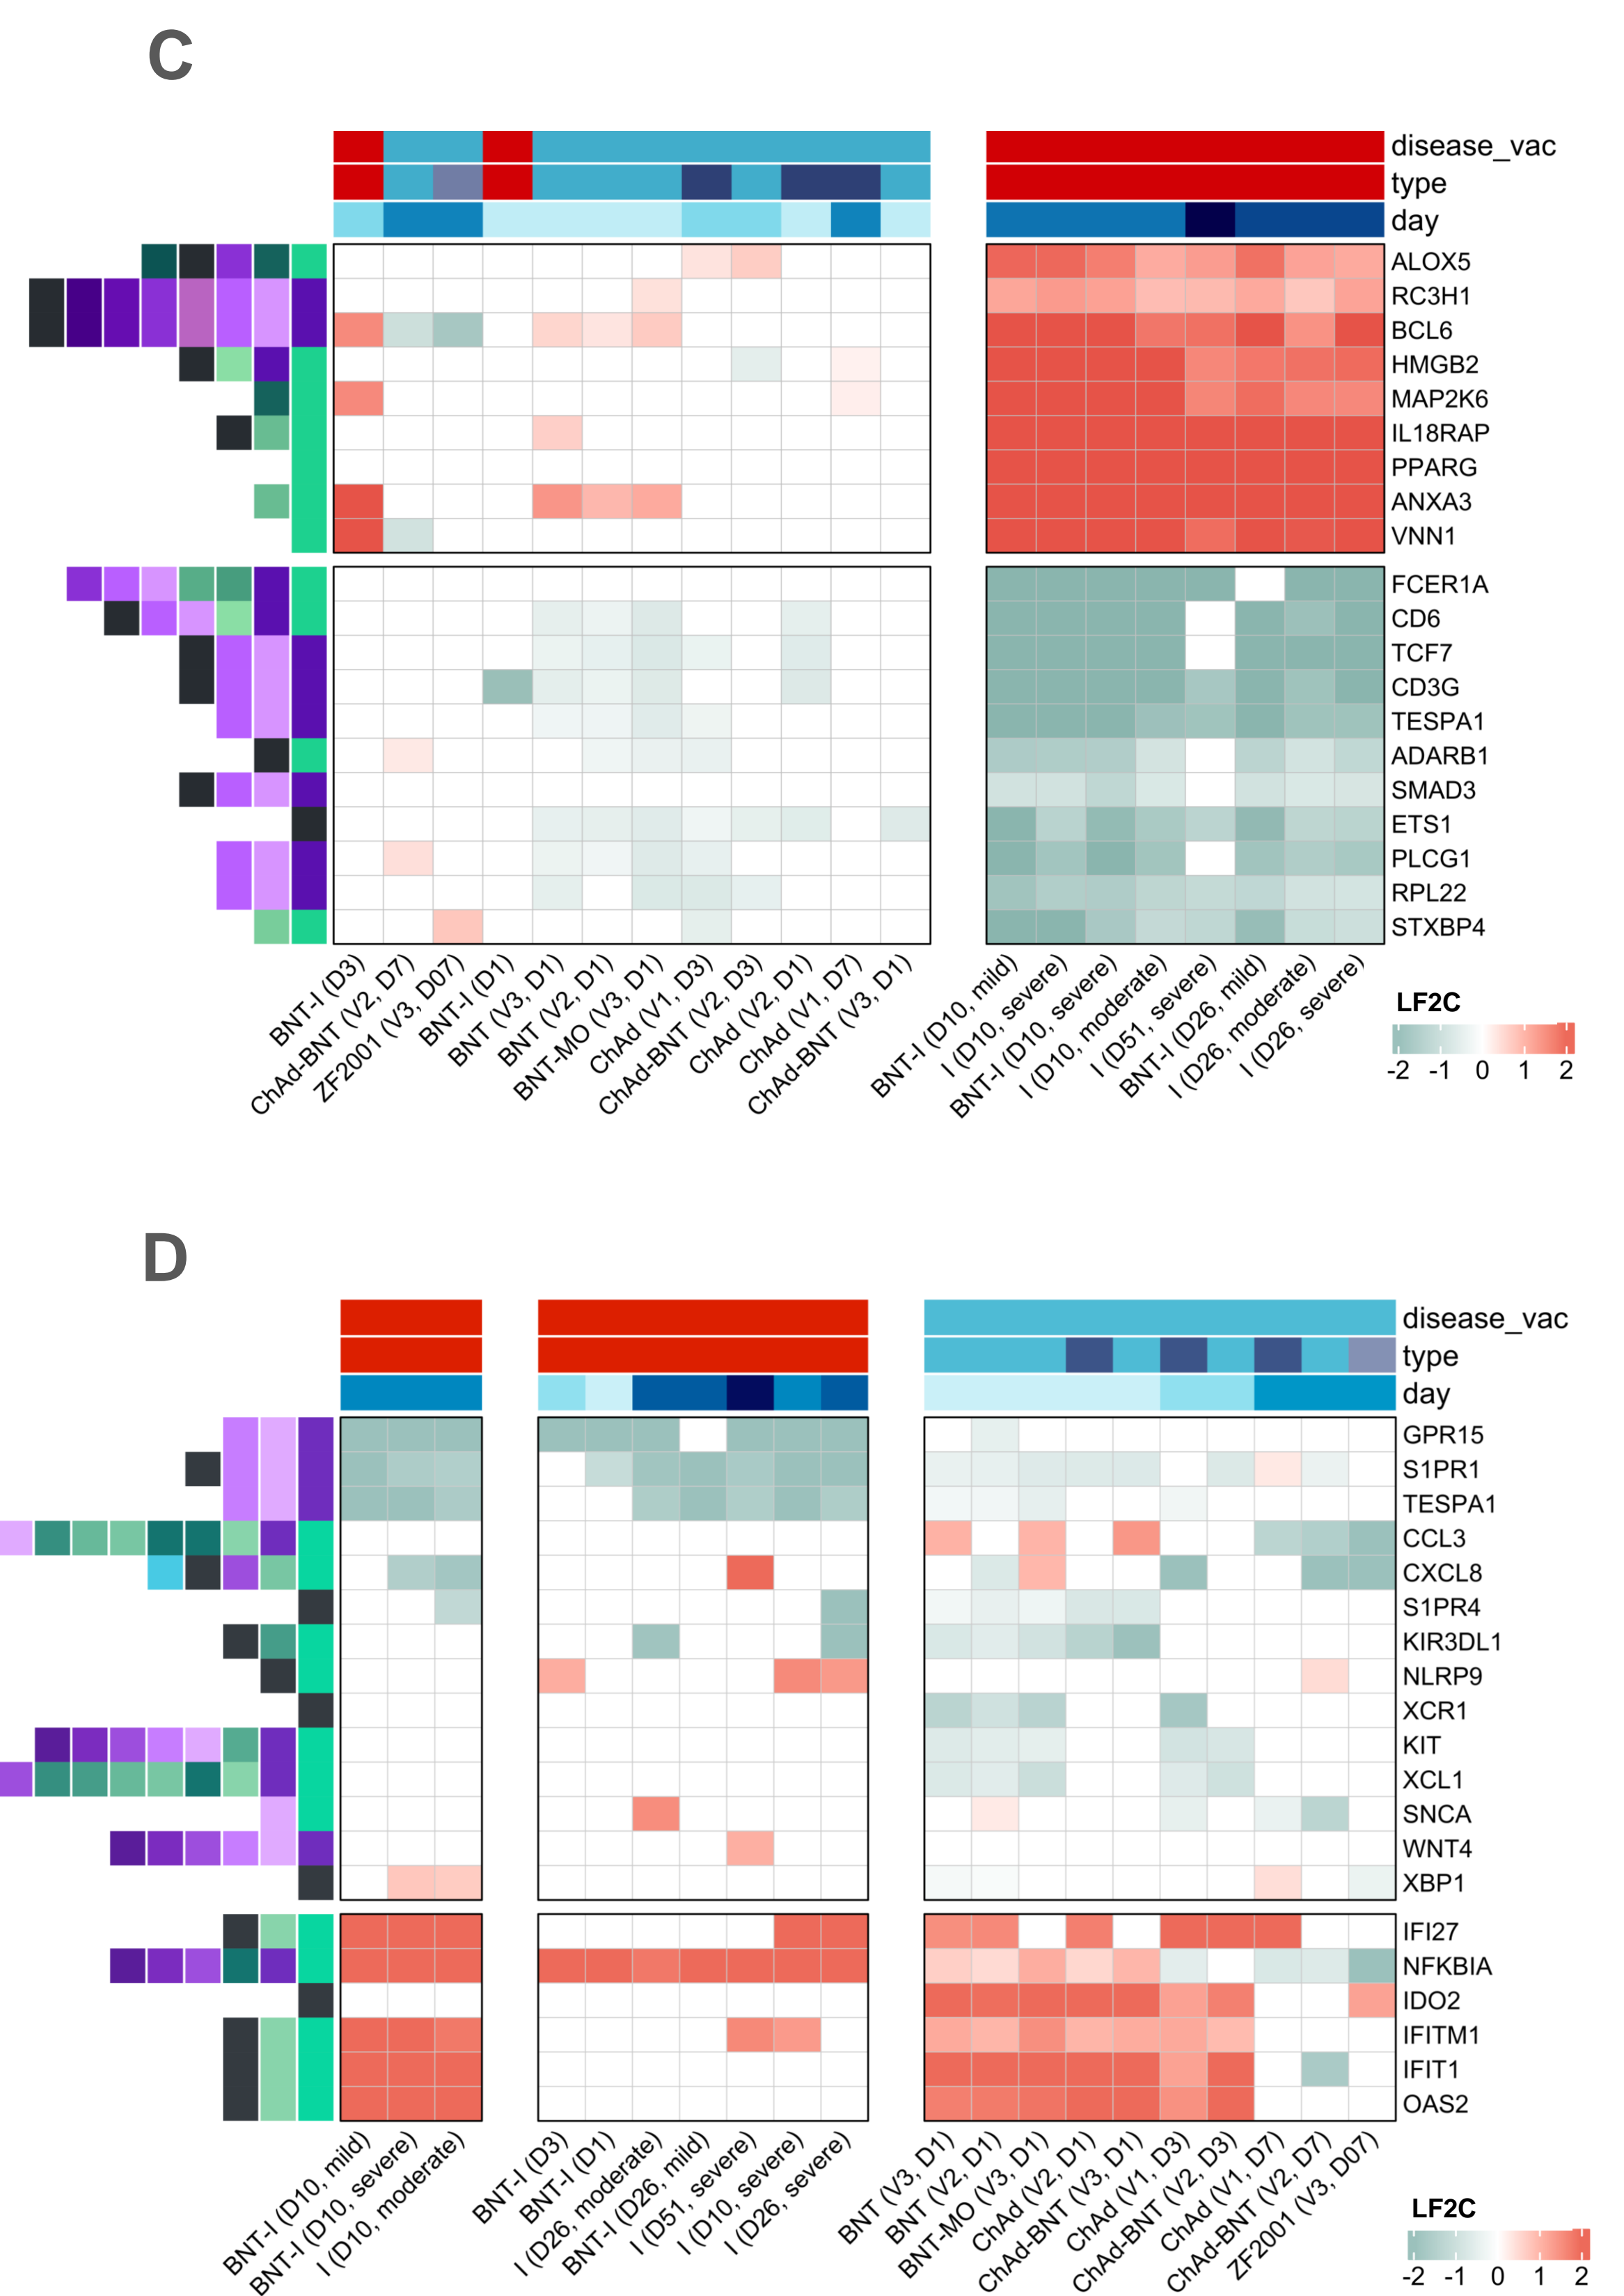 C
disease_vac
type
day
ALOX5
RC3H1
BCL6
HMGB2
MAP2K6
IL18RAP
PPARG
ANXA3
VNN1
FCER1A
CD6
TCF7
CD3G
TESPA1
ADARB1
SMAD3
ETS1
PLCG1
RPL22
STXBP4
BNT-I (D3)
ChAd-BNT (V2, D7)
ZF2001 (V3, D07)
BNT-I (D1)
BNT (V3, D1)
BNT (V2, D1)
BNT-MO (V3, D1)
ChAd (V1, D3)
ChAd-BNT (V2, D3)
ChAd (V2, D1)
ChAd (V1, D7)
ChAd-BNT (V3, D1)
BNT-I (D10, mild)
I (D10, severe)
BNT-I (D10, severe)
I (D10, moderate)
I (D51, severe)
BNT-I (D26, mild)
I (D26, moderate)
I (D26, severe)
LF2C
-2 -1 0 1 2
D
disease_vac
type
day
GPR15
S1PR1
TESPA1
CCL3
CXCL8
S1PR4
KIR3DL1
NLRP9
XCR1
KIT
XCL1
SNCA
WNT4
XBP1
IFI27
NFKBIA
IDO2
IFITM1
IFIT1
OAS2
BNT-I (D10, mild)
BNT-I (D10, severe)
I (D10, moderate)
BNT-I (D3)
BNT-I (D1)
I (D26, moderate)
BNT-I (D26, mild)
I (D51, severe)
I (D10, severe)
I (D26, severe)
BNT (V3, D1)
BNT (V2, D1)
BNT-MO (V3, D1)
ChAd (V2, D1)
ChAd-BNT (V3, D1)
ChAd (V1, D3)
ChAd-BNT (V2, D3)
ChAd (V1, D7)
ChAd-BNT (V2, D7)
ZF2001 (V3, D07)
LF2C
-2 -1 0 1 2